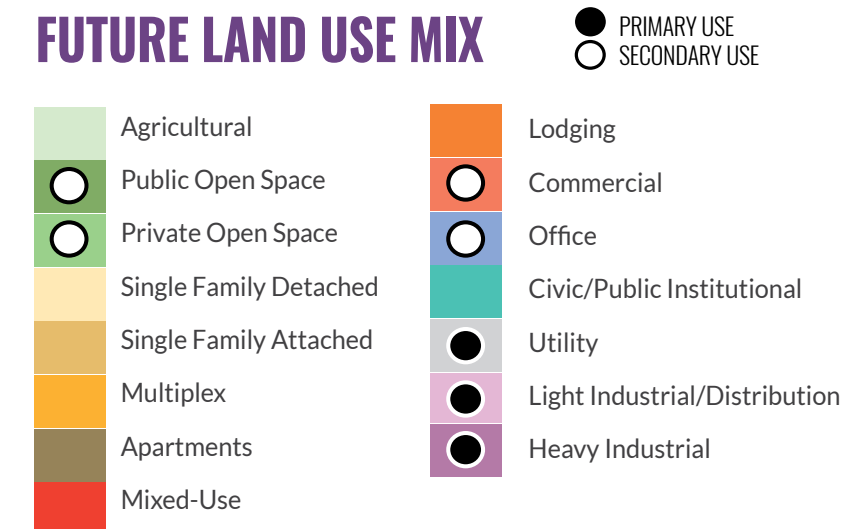 FUTURE LAND USE MIX
PRIMARY USE
SECONDARY USE
Agricultural
Public Open Space
Private Open Space
Single Family Detached
Single Family Attached
Multiplex
Apartments
Mixed-Use
Lodging
Commercial
Office
Civic/Public Institutional
Utility
Light Industrial/Distribution
Heavy Industrial